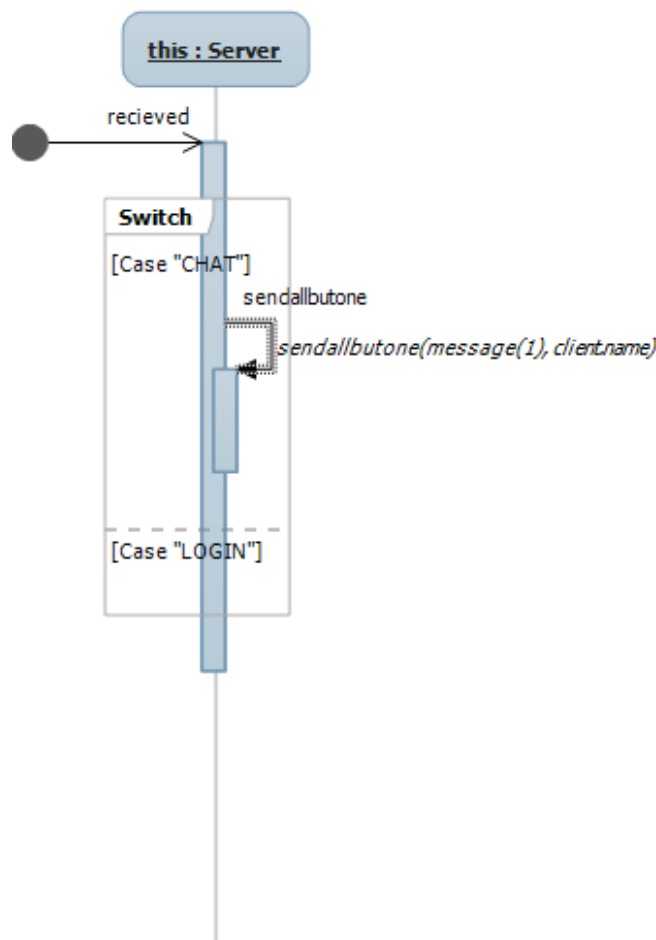 this : Server
recieved
Switch
[Case "CHAT"]
sendallbutone
sendallbutone(message(1), client.name)
[Case "LOGIN"]